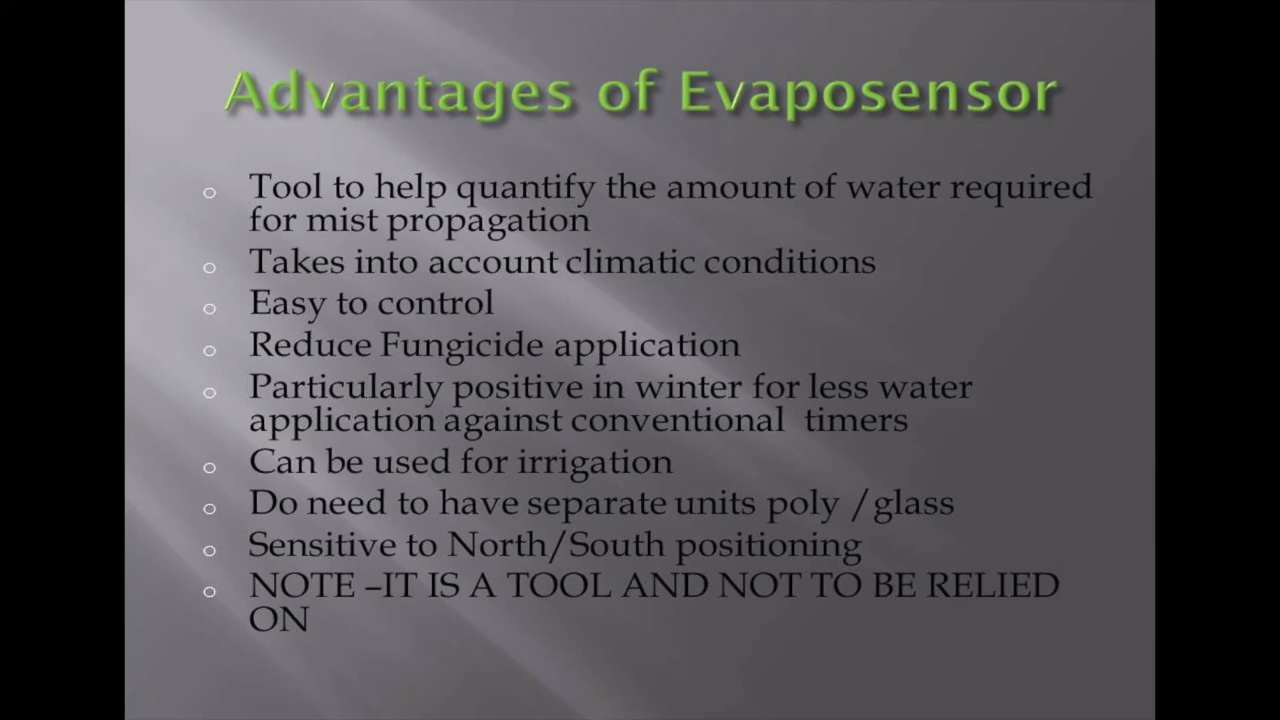 Advantages of Evaposensor
Tool to help quantify the amount of water required
for mist propagation
Takes into account climatic conditions
Easy to control
Reduce Fungicide application
Particularly positive in winter for less water
application against conventional timers
Can be used for irrigation
Do need to have separate units poly /glass
Sensitive to North/South positioning
NOTE –IT IS A TOOL AND NOT TO BE RELIED
ON